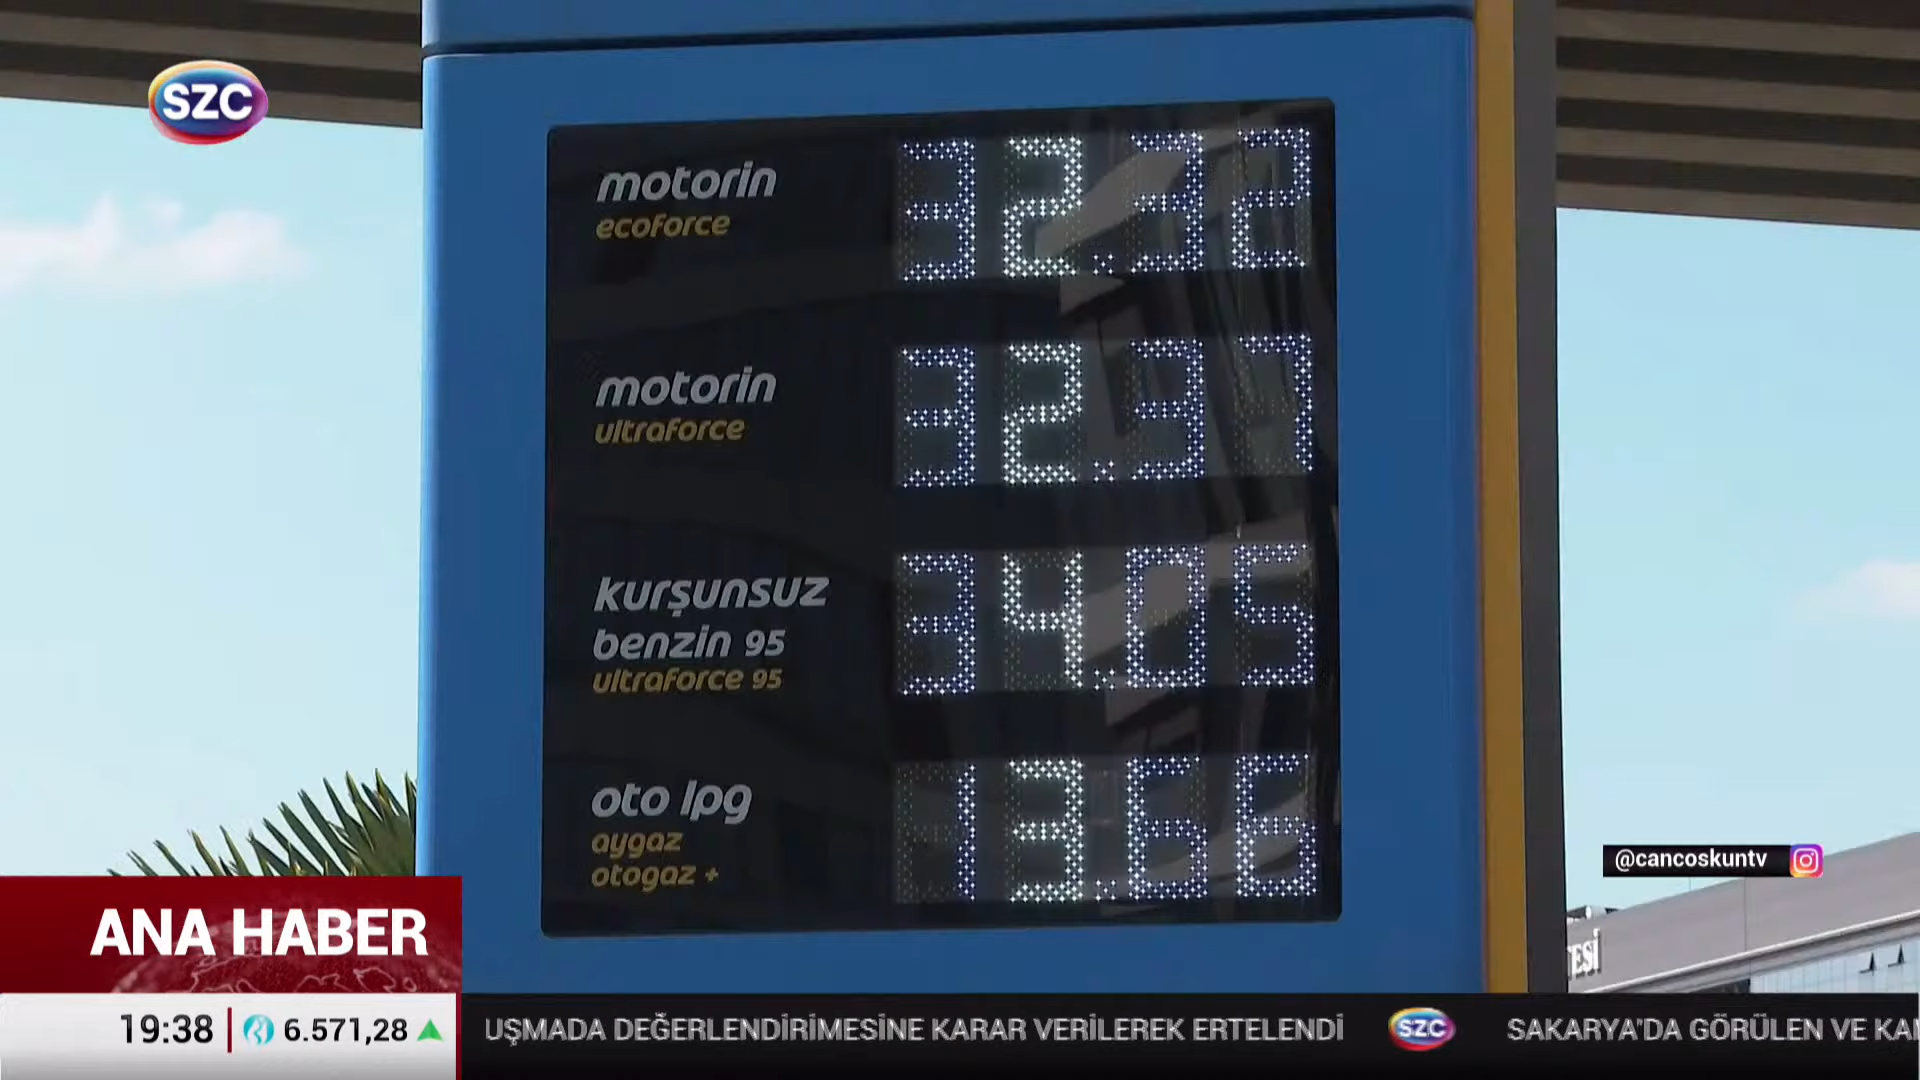 SZC
motorin
ecoforce
32.32
motorin
ultraforce
32.37
kurşunsuz
benzin 95
ultraforce 95
34.05
oto lpg
aygaz
otogaz +
13.66
@cancoskuntv
TESİ
ANA HABER
19:38 6.571,28
UŞMADA DEĞERLENDİRİMESİNE KARAR VERİLEREK ERTELENDİ SZC SAKARYA'DA GÖRÜLEN VE KA